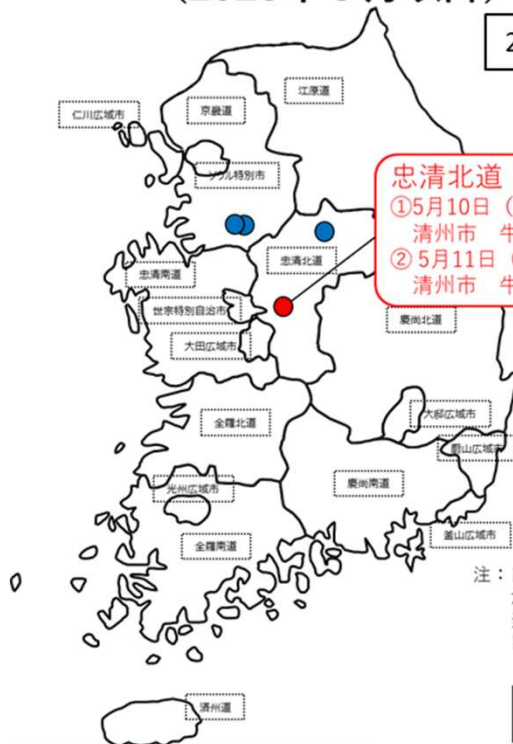 2
江原道
京畿道
仁川広域市
ソウル特別市
忠清北道
①5月10日(
清州市 牛
② 5月11日(
清州市 牛
忠清北道
忠清南道
世宗特別自治市
慶尚北道
大田広域市
大邱広域市
全羅北道
蔚山広域市
慶尚南道
光州広域市
釜山広域市
全羅南道
注:
済州道